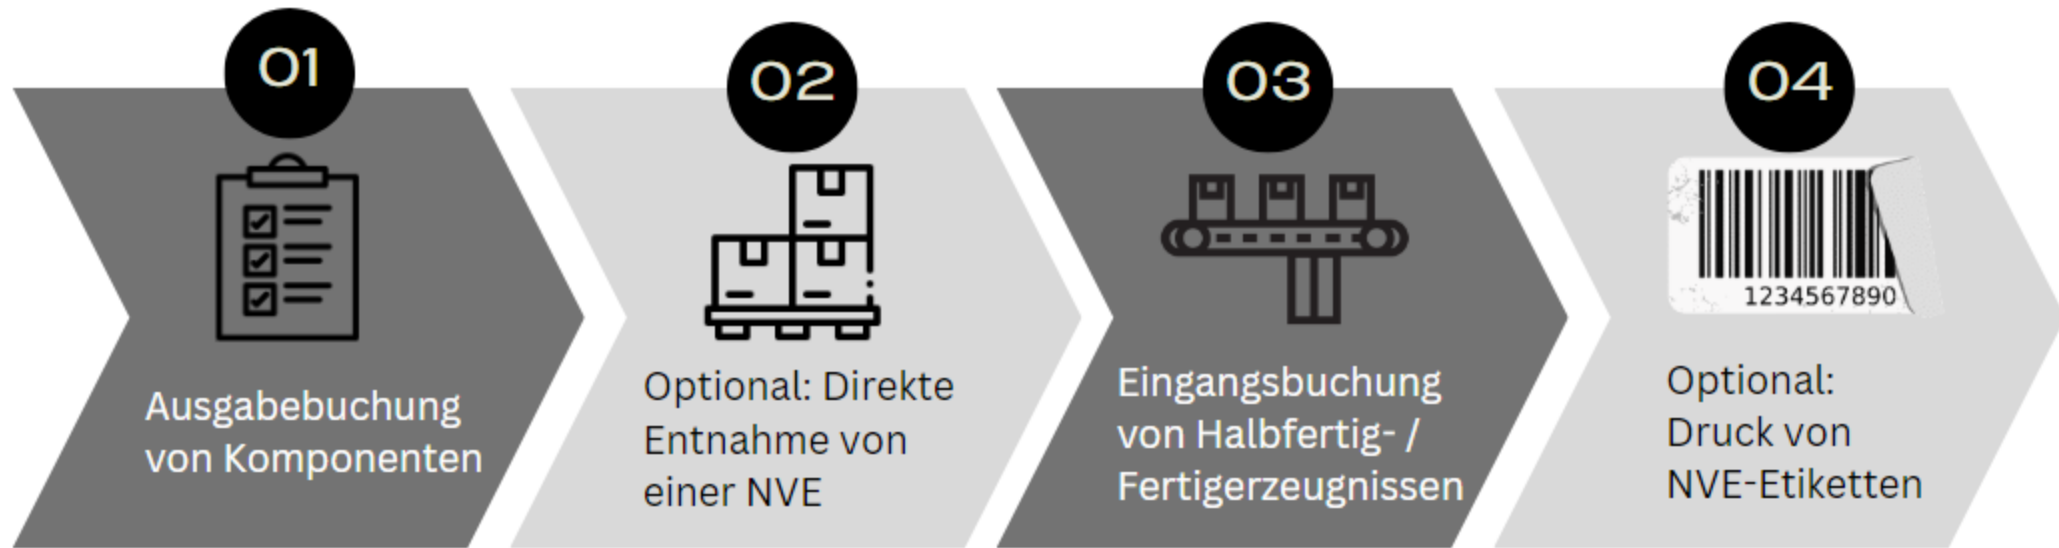 01
Ausgabebuchung
von Komponenten
02
Optional: Direkte
Entnahme von
einer NVE
03
Eingangsbuchung
von Halbfertig- /
Fertigerzeugnissen
04
1234567890
Optional:
Druck von
NVE-Etiketten